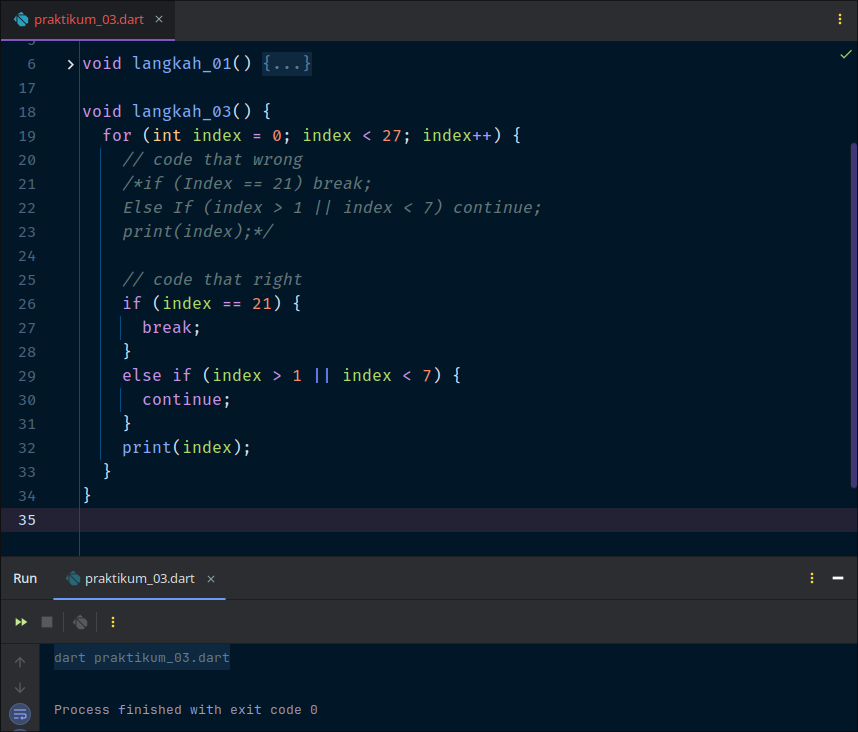 praktikum_03.dart ×
6 void langkah_01() {...}
17
18 void langkah_03() {
19 for (int index = 0; index < 27; index++) {
20 // code that wrong
21 /*if (Index == 21) break;
22 Else If (index > 1 || index < 7) continue;
23 print(index);*/
24
25 // code that right
26 if (index == 21) {
27 break;
28 }
29 else if (index > 1 || index < 7) {
30 continue;
31 }
32 print(index);
33 }
34 }
35
Run praktikum_03.dart ×
dart praktikum_03.dart
Process finished with exit code 0